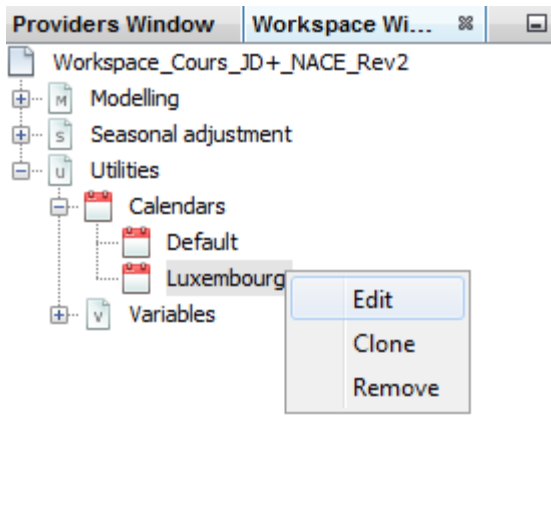 Providers Window Workspace Wi...
Workspace_Cours_JD+_NACE_Rev2
M Modelling
S Seasonal adjustment
U Utilities
Calendars
Default
Luxembourg
Edit
V Variables
Clone
Remove